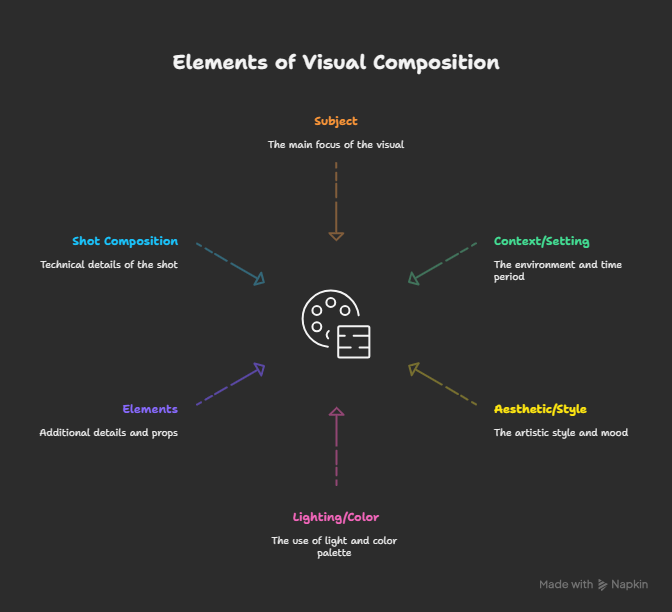 Elements of Visual Composition
Subject
The main focus of the visual
Shot Composition
Technical details of the shot
Context/Setting
The environment and time
period
Elements
Additional details and props
Aesthetic/Style
The artistic style and mood
Lighting/Color
The use of light and color
palette
Made with Napkin